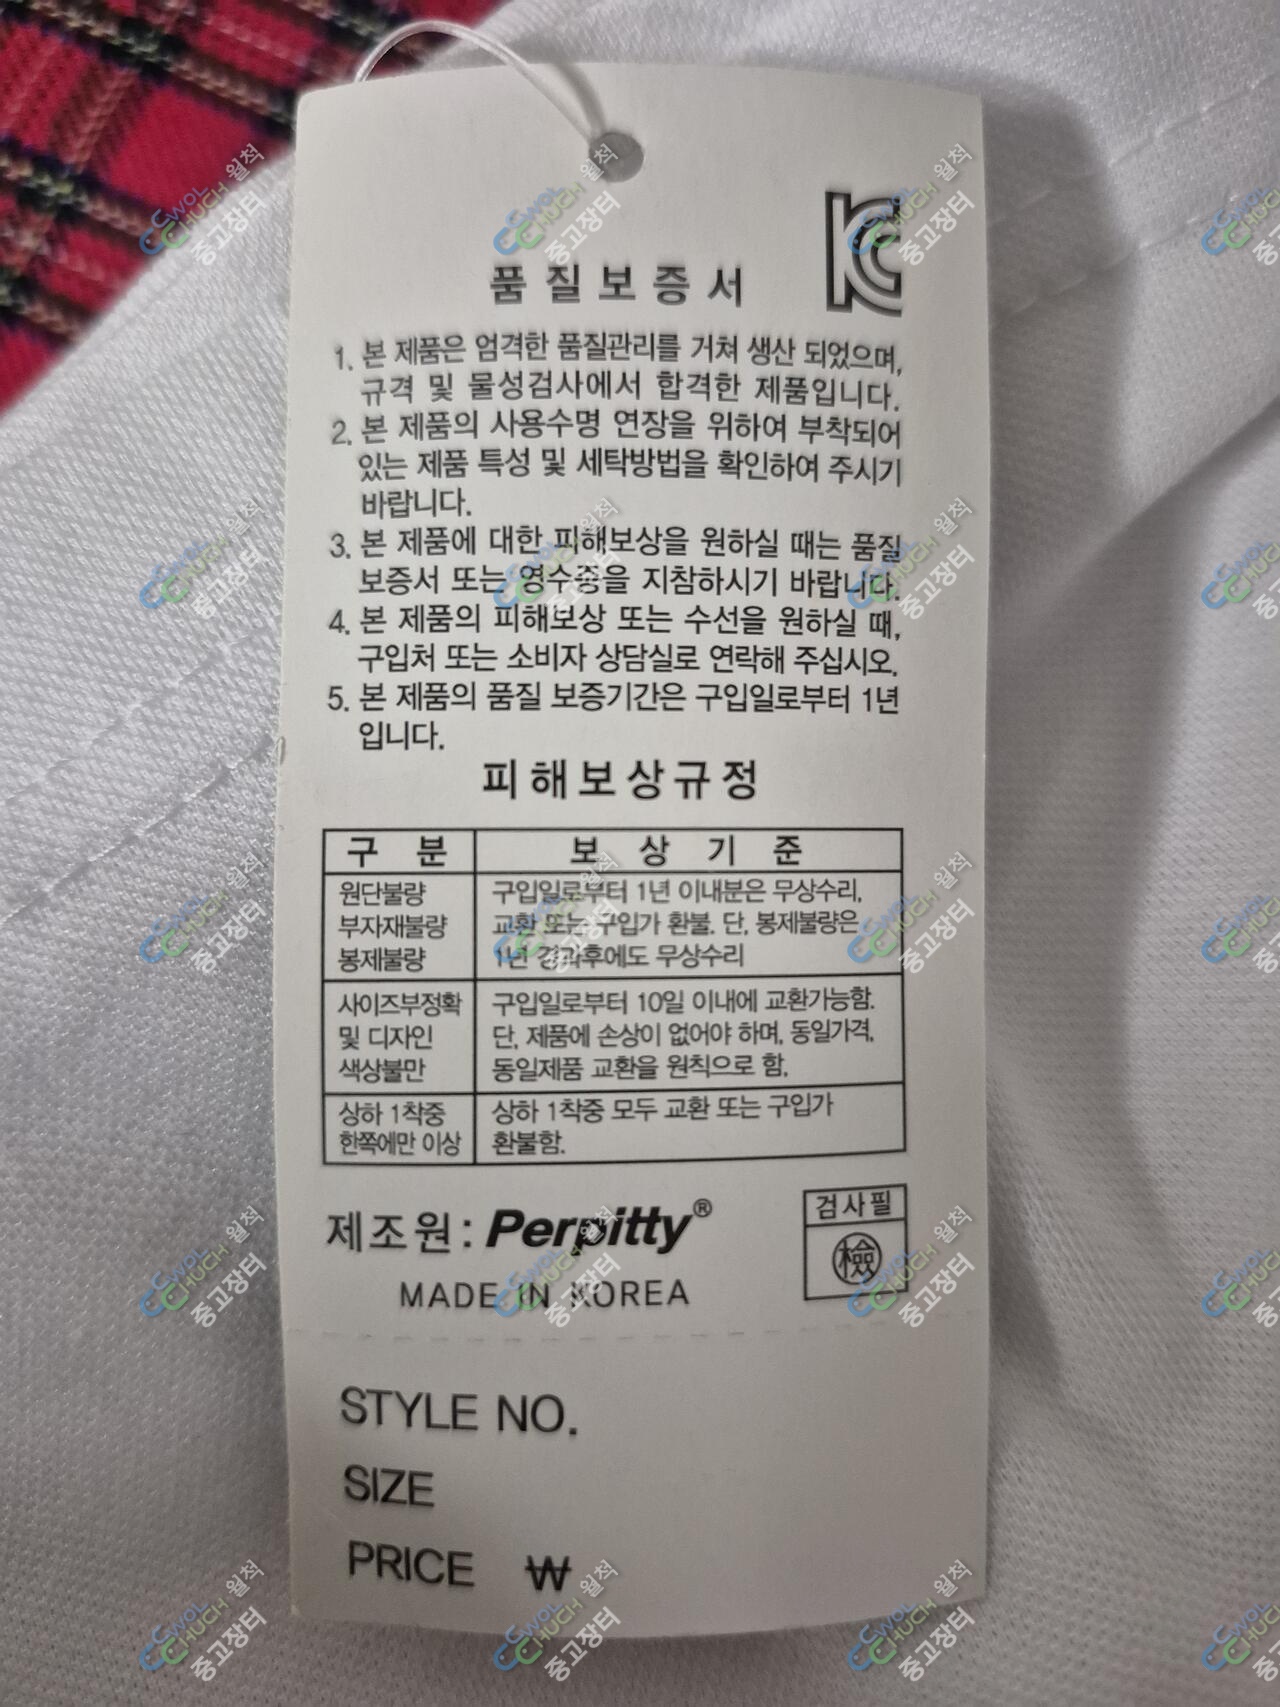 품질보증서
1. 본 제품은 엄격한 품질관리를 거쳐 생산 되었으며,
규격 및 물성검사에서 합격한 제품입니다.
2. 본 제품의 사용수명 연장을 위하여 부착되어
있는 제품 특성 및 세탁방법을 확인하여 주시기
바랍니다.
3. 본 제품에 대한 피해보상을 원하실 때는 품질
보증서 또는 영수증을 지참하시기 바랍니다.
4. 본 제품의 피해보상 또는 수선을 원하실 때,
구입처 또는 소비자 상담실로 연락해 주십시오.
5. 본 제품의 품질 보증기간은 구입일로부터 1년
입니다.
피해보상규정
구 분 보 상 기 준
원단불량 구입일로부터 1년 이내분은 무상수리,
부자재불량 교환 또는 구입가 환불. 단, 봉제불량은
봉제불량 1년 경과후에도 무상수리
사이즈부정확 구입일로부터 10일 이내에 교환가능함.
및 디자인 단, 제품에 손상이 없어야 하며, 동일가격,
색상불만 동일제품 교환을 원칙으로 함.
상하 1착중 상하 1착중 모두 교환 또는 구입가
한쪽에만 이상 환불함.
제조원 : Perpitty®
검사필
檢
MADE IN KOREA
STYLE NO.
SIZE
PRICE ₩
WOL CHUCH 월척
중고장터